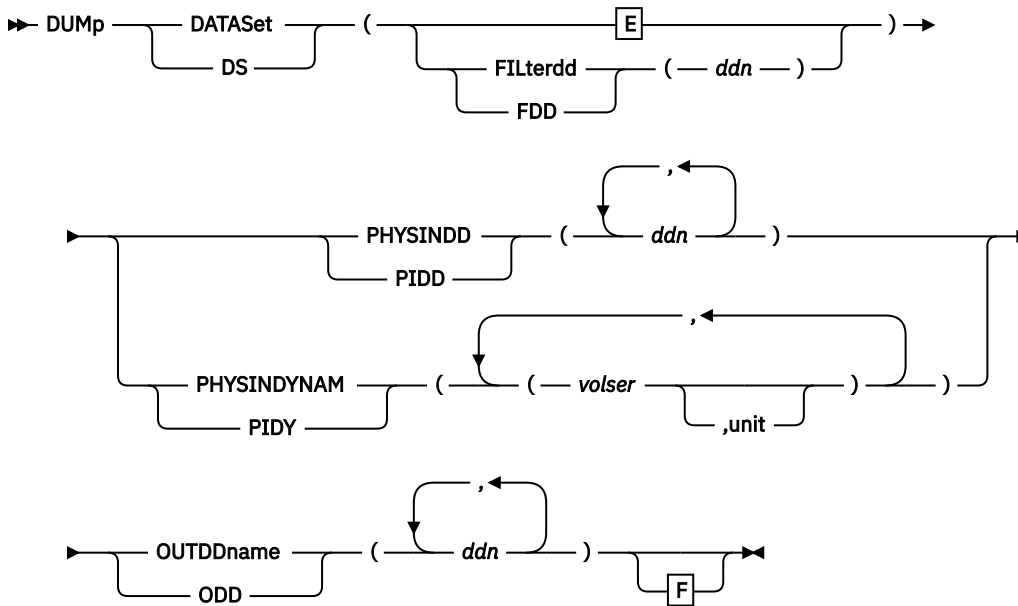 DUMp DATASet ( E )
DS FILterdd ( ddn )
FDD
,
PHYSINDD ( ddn )
PIDD
,
PHYSINDYNAM ( ( volser ) )
PIDY ,unit
,
OUTDDname ( ddn )
ODD F